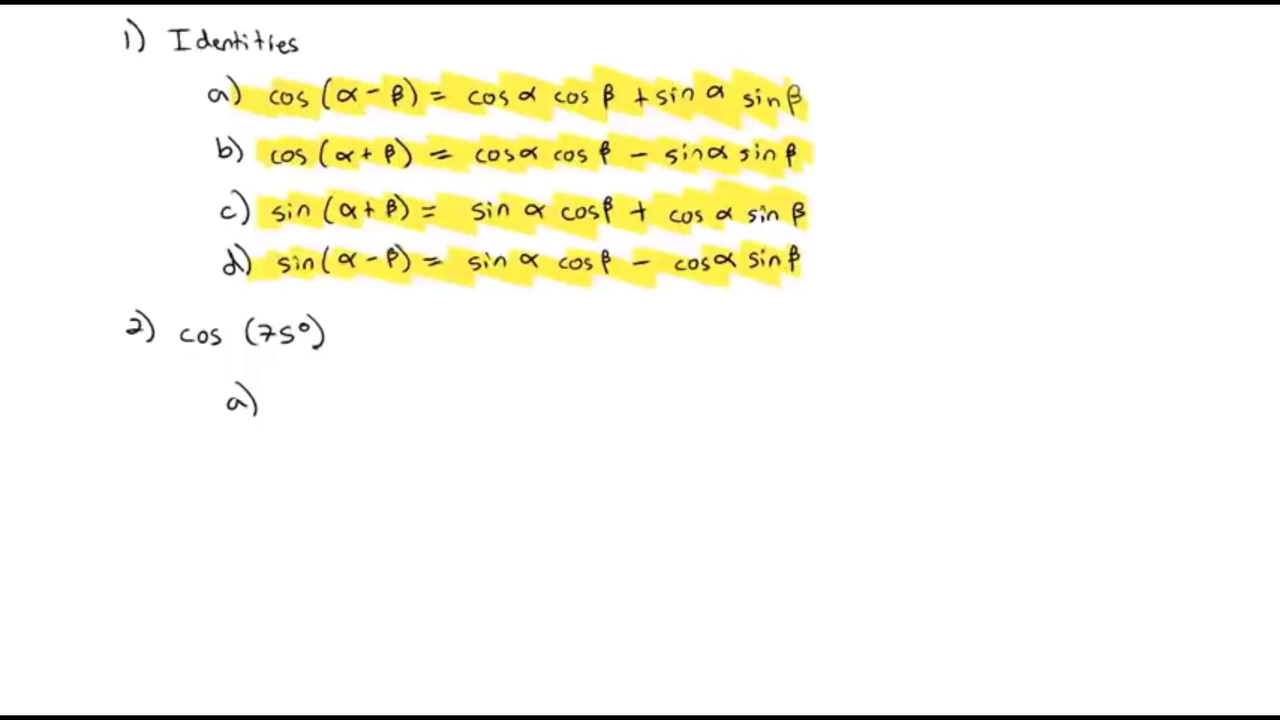 1) Identities
a) cos (α - β) = cos α cos β + sin α sin β
b) cos (α + β) = cos α cos β - sin α sin β
c) sin (α + β) = sin α cos β + cos α sin β
d) sin (α - β) = sin α cos β - cos α sin β
2) cos (75°)
a)